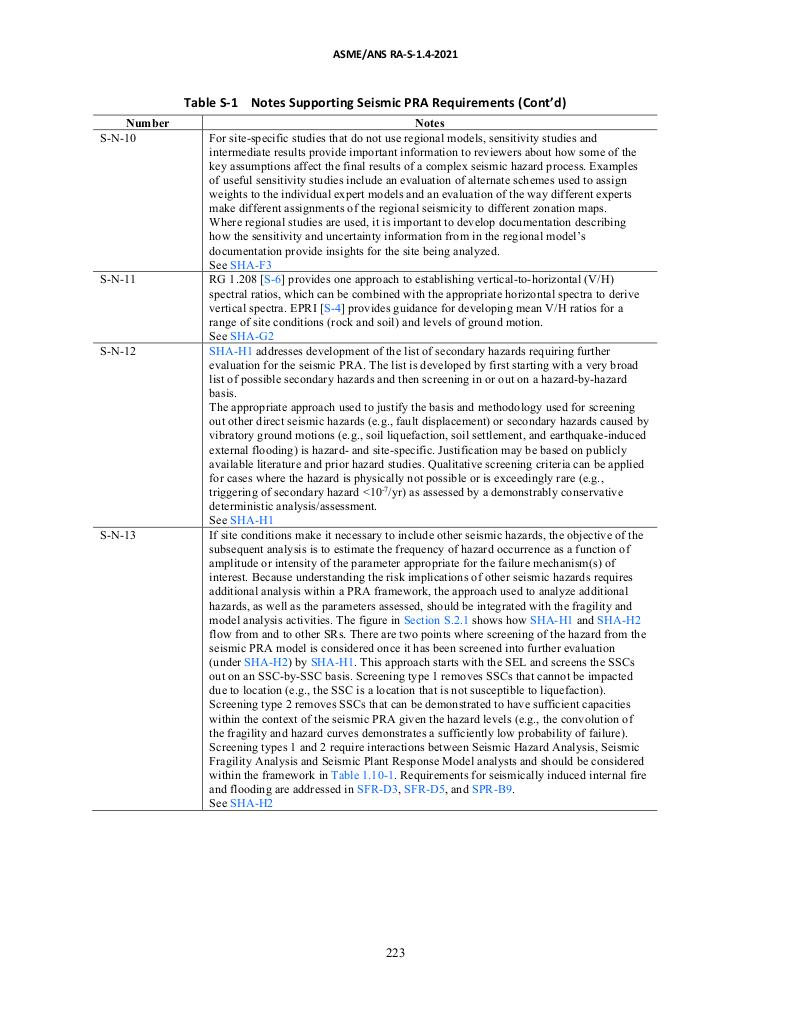 ASME/ANS RA-S-1.4-2021
Table S-1 Notes Supporting Seismic PRA Requirements (Cont’d)
Number Notes
S-N-10 For site-specific studies that do not use regional models, sensitivity studies and
intermediate results provide important information to reviewers about how some of the
key assumptions affect the final results of a complex seismic hazard process. Examples
of useful sensitivity studies include an evaluation of alternate schemes used to assign
weights to the individual expert models and an evaluation of the way different experts
make different assignments of the regional seismicity to different zonation maps.
Where regional studies are used, it is important to develop documentation describing
how the sensitivity and uncertainty information from in the regional model’s
documentation provide insights for the site being analyzed.
See SHA-F3
S-N-11 RG 1.208 [S-6] provides one approach to establishing vertical-to-horizontal (V/H)
spectral ratios, which can be combined with the appropriate horizontal spectra to derive
vertical spectra. EPRI [S-4] provides guidance for developing mean V/H ratios for a
range of site conditions (rock and soil) and levels of ground motion.
See SHA-G2
S-N-12 SHA-H1 addresses development of the list of secondary hazards requiring further
evaluation for the seismic PRA. The list is developed by first starting with a very broad
list of possible secondary hazards and then screening in or out on a hazard-by-hazard
basis.
The appropriate approach used to justify the basis and methodology used for screening
out other direct seismic hazards (e.g., fault displacement) or secondary hazards caused by
vibratory ground motions (e.g., soil liquefaction, soil settlement, and earthquake-induced
external flooding) is hazard- and site-specific. Justification may be based on publicly
available literature and prior hazard studies. Qualitative screening criteria can be applied
for cases where the hazard is physically not possible or is exceedingly rare (e.g.,
triggering of secondary hazard <10⁻⁷/yr) as assessed by a demonstrably conservative
deterministic analysis/assessment.
See SHA-H1
S-N-13 If site conditions make it necessary to include other seismic hazards, the objective of the
subsequent analysis is to estimate the frequency of hazard occurrence as a function of
amplitude or intensity of the parameter appropriate for the failure mechanism(s) of
interest. Because understanding the risk implications of other seismic hazards requires
additional analysis within a PRA framework, the approach used to analyze additional
hazards, as well as the parameters assessed, should be integrated with the fragility and
model analysis activities. The figure in Section S.2.1 shows how SHA-H1 and SHA-H2
flow from and to other SRs. There are two points where screening of the hazard from the
seismic PRA model is considered once it has been screened into further evaluation
(under SHA-H2) by SHA-H1. This approach starts with the SEL and screens the SSCs
out on an SSC-by-SSC basis. Screening type 1 removes SSCs that cannot be impacted
due to location (e.g., the SSC is a location that is not susceptible to liquefaction).
Screening type 2 removes SSCs that can be demonstrated to have sufficient capacities
within the context of the seismic PRA given the hazard levels (e.g., the convolution of
the fragility and hazard curves demonstrates a sufficiently low probability of failure).
Screening types 1 and 2 require interactions between Seismic Hazard Analysis, Seismic
Fragility Analysis and Seismic Plant Response Model analysts and should be considered
within the framework in Table 1.10-1. Requirements for seismically induced internal fire
and flooding are addressed in SFR-D3, SFR-D5, and SPR-B9.
See SHA-H2
223